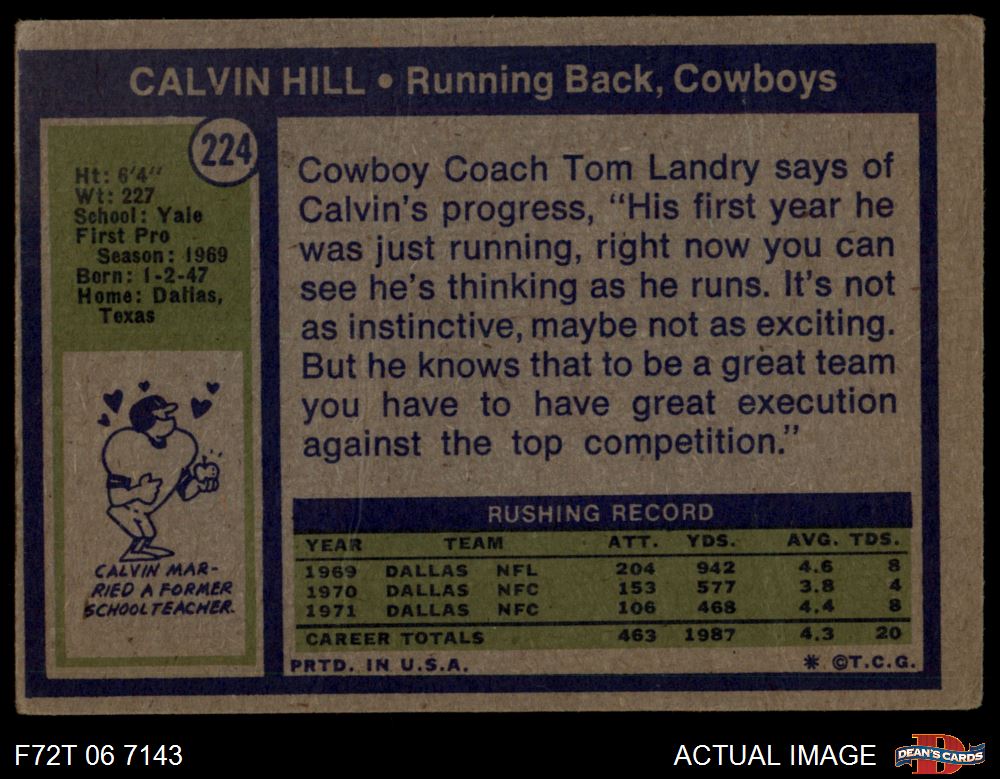 CALVIN HILL • Running Back, Cowboys
224
Ht: 6'4"
Wt: 227
School: Yale
First Pro
Season: 1969
Born: 1-2-47
Home: Dallas,
Texas
CALVIN MAR-
RIED A FORMER
SCHOOLTEACHER.
Cowboy Coach Tom Landry says of
Calvin's progress, "His first year he
was just running, right now you can
see he's thinking as he runs. It's not
as instinctive, maybe not as exciting.
But he knows that to be a great team
you have to have great execution
against the top competition."
RUSHING RECORD
YEAR TEAM ATT. YDS. AVG. TDS.
1969 DALLAS NFL 204 942 4.6 8
1970 DALLAS NFC 153 577 3.8 4
1971 DALLAS NFC 106 468 4.4 8
CAREER TOTALS 463 1987 4.3 20
PRTD. IN U.S.A. * ©T.C.G.
F72T 06 7143
ACTUAL IMAGE
D
DEAN'S CARDS